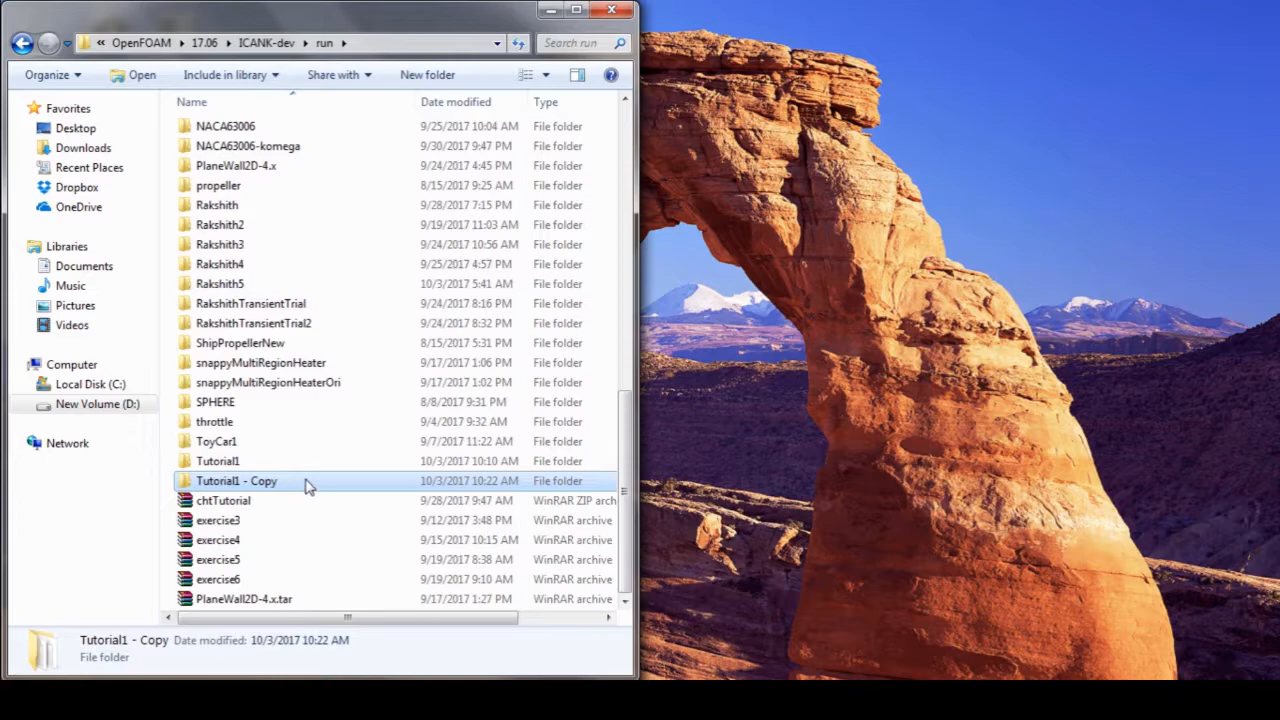 « OpenFOAM ▸ 17.06 ▸ ICANK-dev ▸ run ▸ Search run
Organize Open Include in library Share with New folder
Name Date modified Type
Favorites
Desktop
Downloads
Recent Places
Dropbox
OneDrive
Libraries
Documents
Music
Pictures
Videos
Computer
Local Disk (C:)
New Volume (D:)
Network
NACA63006 9/25/2017 10:04 AM File folder
NACA63006-komega 9/30/2017 9:47 PM File folder
PlaneWall2D-4.x 9/24/2017 4:45 PM File folder
propeller 8/15/2017 9:25 AM File folder
Rakshith 9/28/2017 7:15 PM File folder
Rakshith2 9/19/2017 11:03 AM File folder
Rakshith3 9/24/2017 10:56 AM File folder
Rakshith4 9/25/2017 4:57 PM File folder
Rakshith5 10/3/2017 5:41 AM File folder
RakshithTransientTrial 9/24/2017 8:16 PM File folder
RakshithTransientTrial2 9/24/2017 8:32 PM File folder
ShipPropellerNew 8/15/2017 5:31 PM File folder
snappyMultiRegionHeater 9/17/2017 1:06 PM File folder
snappyMultiRegionHeaterOri 9/17/2017 1:02 PM File folder
SPHERE 8/8/2017 9:31 PM File folder
throttle 9/4/2017 9:32 AM File folder
ToyCar1 9/7/2017 11:22 AM File folder
Tutorial1 10/3/2017 10:10 AM File folder
Tutorial1 - Copy 10/3/2017 10:22 AM File folder
chtTutorial 9/28/2017 9:47 AM WinRAR ZIP arch
exercise3 9/12/2017 3:48 PM WinRAR archive
exercise4 9/15/2017 10:15 AM WinRAR archive
exercise5 9/19/2017 8:38 AM WinRAR archive
exercise6 9/19/2017 9:10 AM WinRAR archive
PlaneWall2D-4.x.tar 9/17/2017 1:27 PM WinRAR archive
Tutorial1 - Copy Date modified: 10/3/2017 10:22 AM
File folder